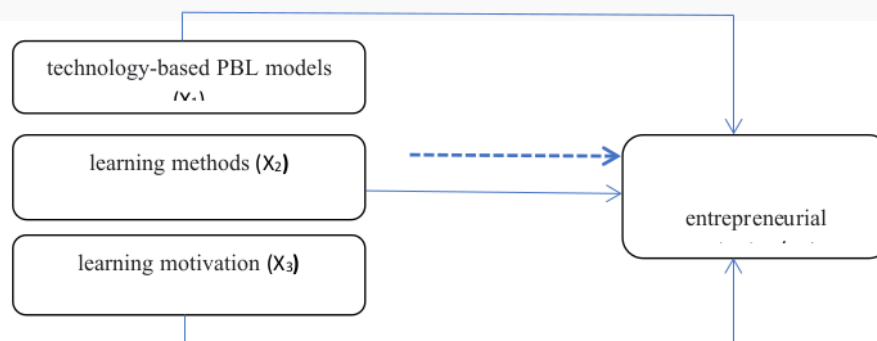 technology-based PBL models
learning methods (X₂)
learning motivation (X₃)
entrepreneurial